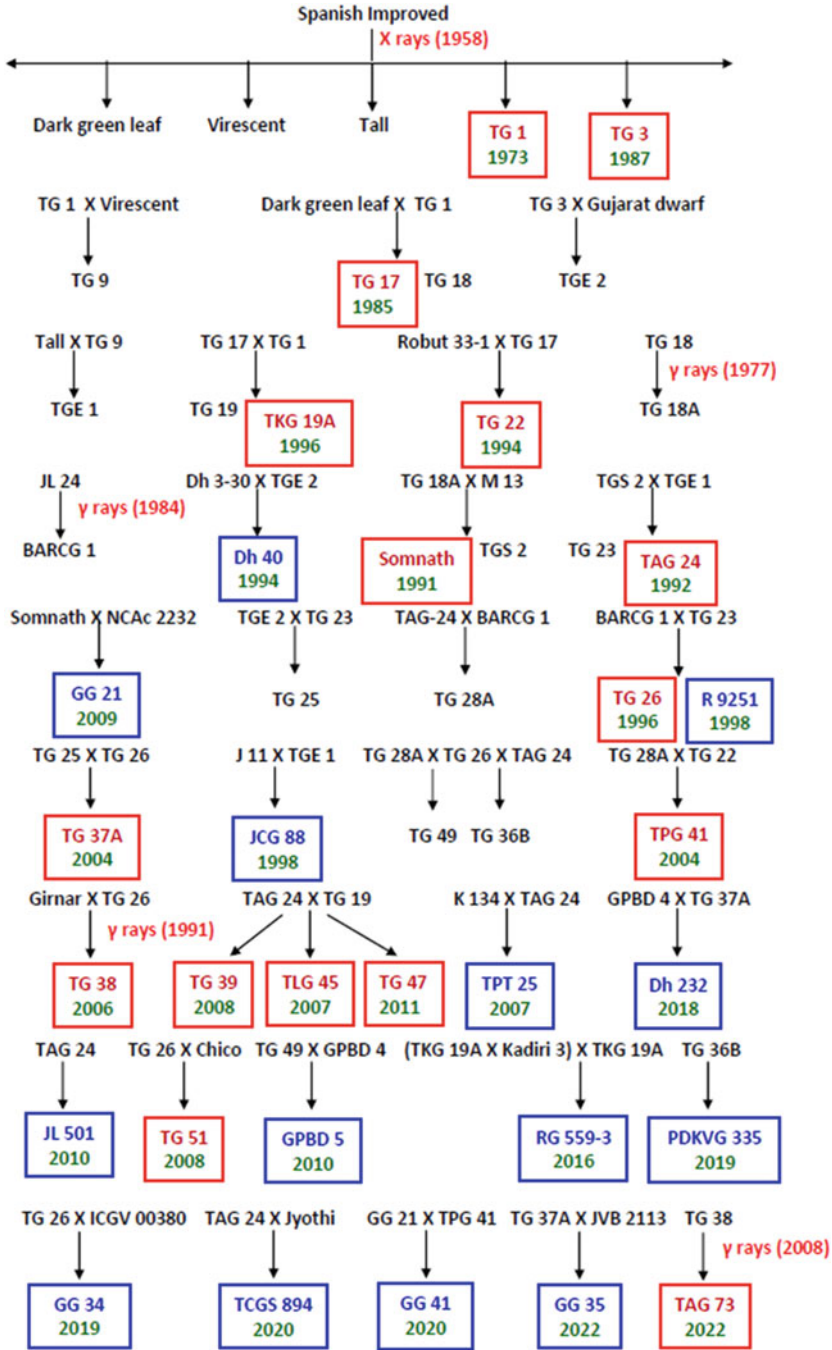 Spanish Improved
X rays (1958)
Dark green leaf Virescent Tall TG 1 TG 3
1973 1987
TG 1 X Virescent Dark green leaf X TG 1 TG 3 X Gujarat dwarf
TG 9 TG 17 TG 18 TGE 2
1985
Tall X TG 9 TG 17 X TG 1 Robut 33-1 X TG 17 TG 18
γ rays (1977)
TGE 1 TG 19 TKG 19A TG 22 TG 18A
1996 1994
JL 24 Dh 3-30 X TGE 2 TG 18A X M 13 TGS 2 X TGE 1
γ rays (1984)
BARCG 1 Dh 40 Somnath TGS 2 TG 23 TAG 24
1994 1991 1992
Somnath X NCAc 2232 TGE 2 X TG 23 TAG-24 X BARCG 1 BARCG 1 X TG 23
GG 21 TG 25 TG 28A TG 26 R 9251
2009 1996 1998
TG 25 X TG 26 J 11 X TGE 1 TG 28A X TG 26 X TAG 24 TG 28A X TG 22
TG 37A JCG 88 TG 49 TG 36B TPG 41
2004 1998 2004
Girnar X TG 26 TAG 24 X TG 19 K 134 X TAG 24 GPBD 4 X TG 37A
γ rays (1991)
TG 38 TG 39 TLG 45 TG 47 TPT 25 Dh 232
2006 2008 2007 2011 2007 2018
TAG 24 TG 26 X Chico TG 49 X GPBD 4 (TKG 19A X Kadiri 3) X TKG 19A TG 36B
JL 501 TG 51 GPBD 5 RG 559-3 PDKVG 335
2010 2008 2010 2016 2019
TG 26 X ICGV 00380 TAG 24 X Jyothi GG 21 X TPG 41 TG 37A X JVB 2113 TG 38
γ rays (2008)
GG 34 TCGS 894 GG 41 GG 35 TAG 73
2019 2020 2020 2022 2022